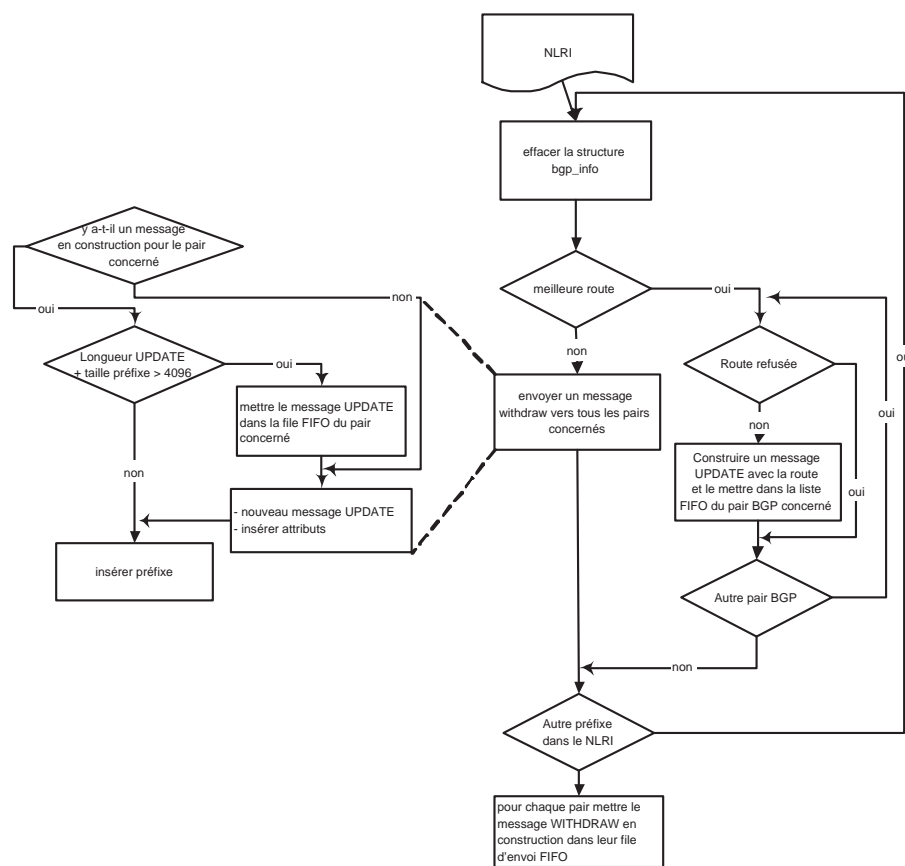 NLRI
effacer la structure
bgp_info
y a-t-il un message
en construction pour le pair
concerné
meilleure route
oui
non
oui
non
Longueur UPDATE
+ taille préfixe > 4096
oui
Route refusée
ou
oui
mettre le message UPDATE
dans la file FIFO du pair
concerné
envoyer un message
withdraw vers tous les pairs
concernés
non
Construire un message
UPDATE avec la route
et le mettre dans la liste
FIFO du pair BGP concerné
oui
non
- nouveau message UPDATE
- insérer attributs
insérer préfixe
Autre pair BGP
non
Autre préfixe
dans le NLRI
pour chaque pair mettre le
message WITHDRAW en
construction dans leur file
d'envoi FIFO